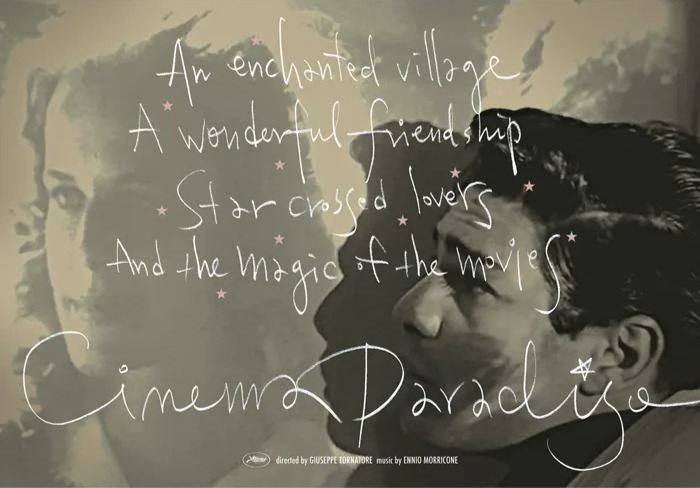 An enchanted village
A wonderful friendship
Star crossed lovers
And the magic of the movies
Cinema Paradiso
directed by GIUSEPPE TORNATORE music by ENNIO MORRICONE